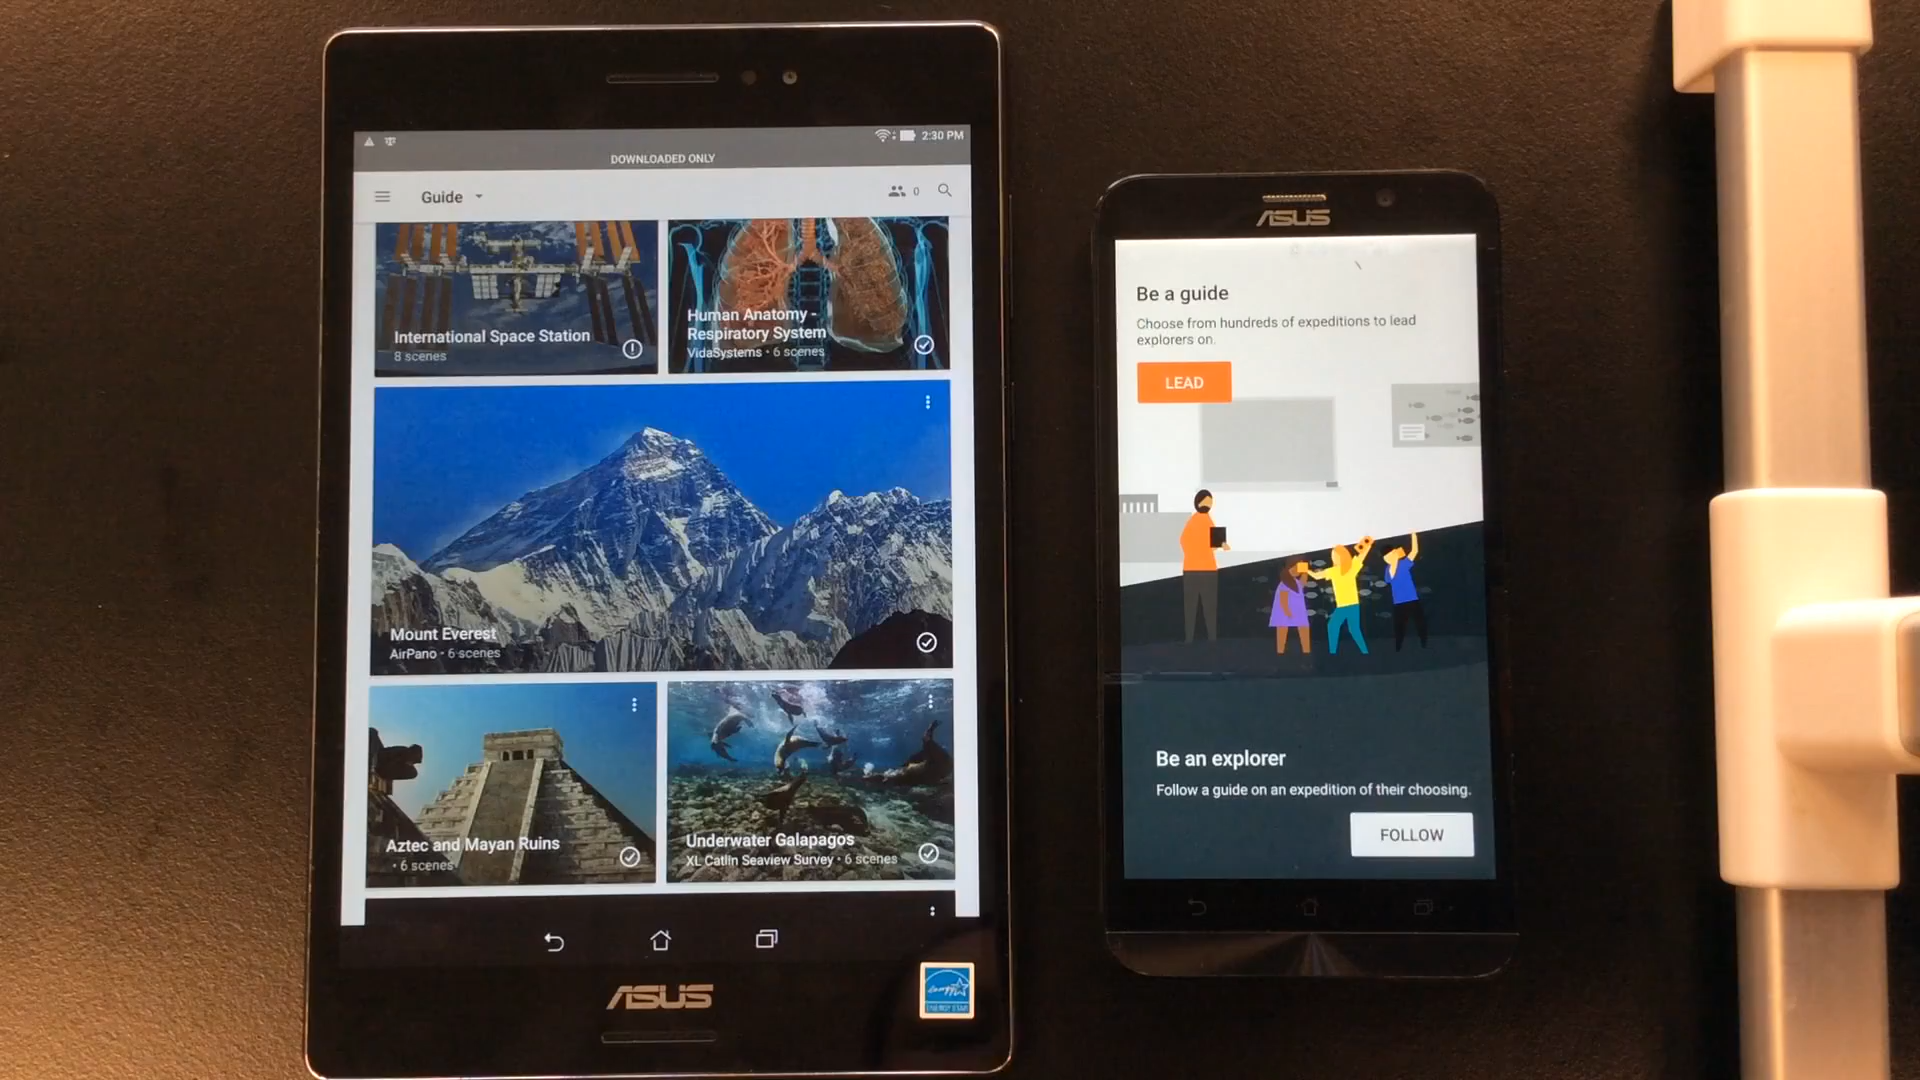 2:30 PM
DOWNLOADED ONLY
Guide
0
International Space Station
8 scenes
Human Anatomy -
Respiratory System
VidaSystems • 6 scenes
Mount Everest
AirPano • 6 scenes
Aztec and Mayan Ruins
• 6 scenes
Underwater Galapagos
XL Catlin Seaview Survey • 6 scenes
ASUS
energy
ENERGY STAR
ASUS
Be a guide
Choose from hundreds of expeditions to lead
explorers on.
LEAD
Be an explorer
Follow a guide on an expedition of their choosing.
FOLLOW